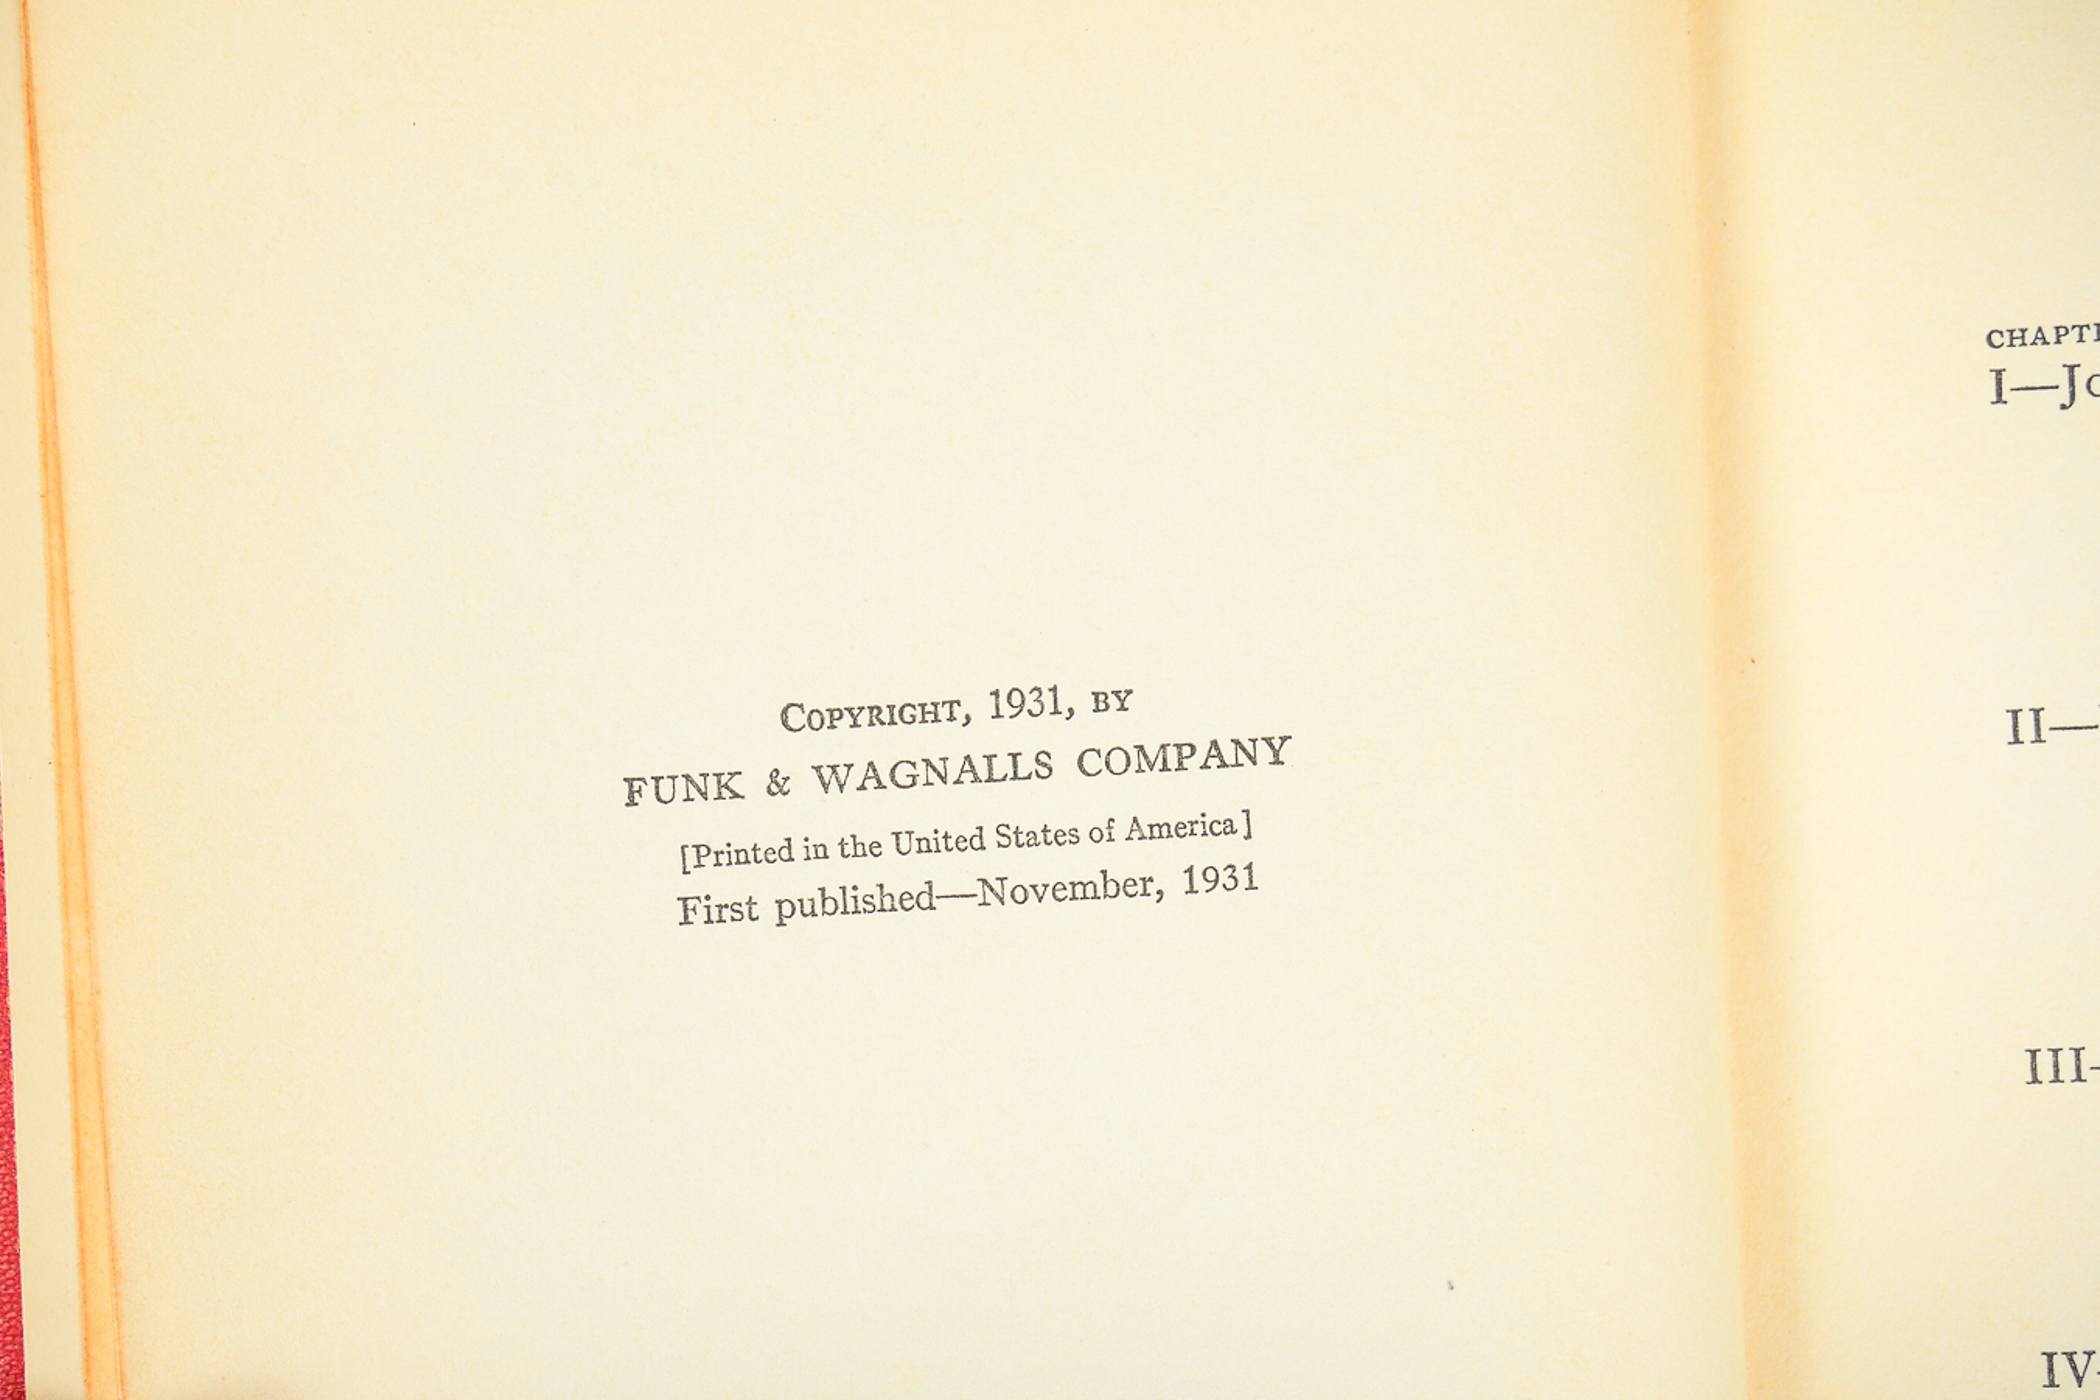 Copyright, 1931, by
FUNK & WAGNALLS COMPANY
[Printed in the United States of America]
First published—November, 1931
I—
II—
III-
IV-